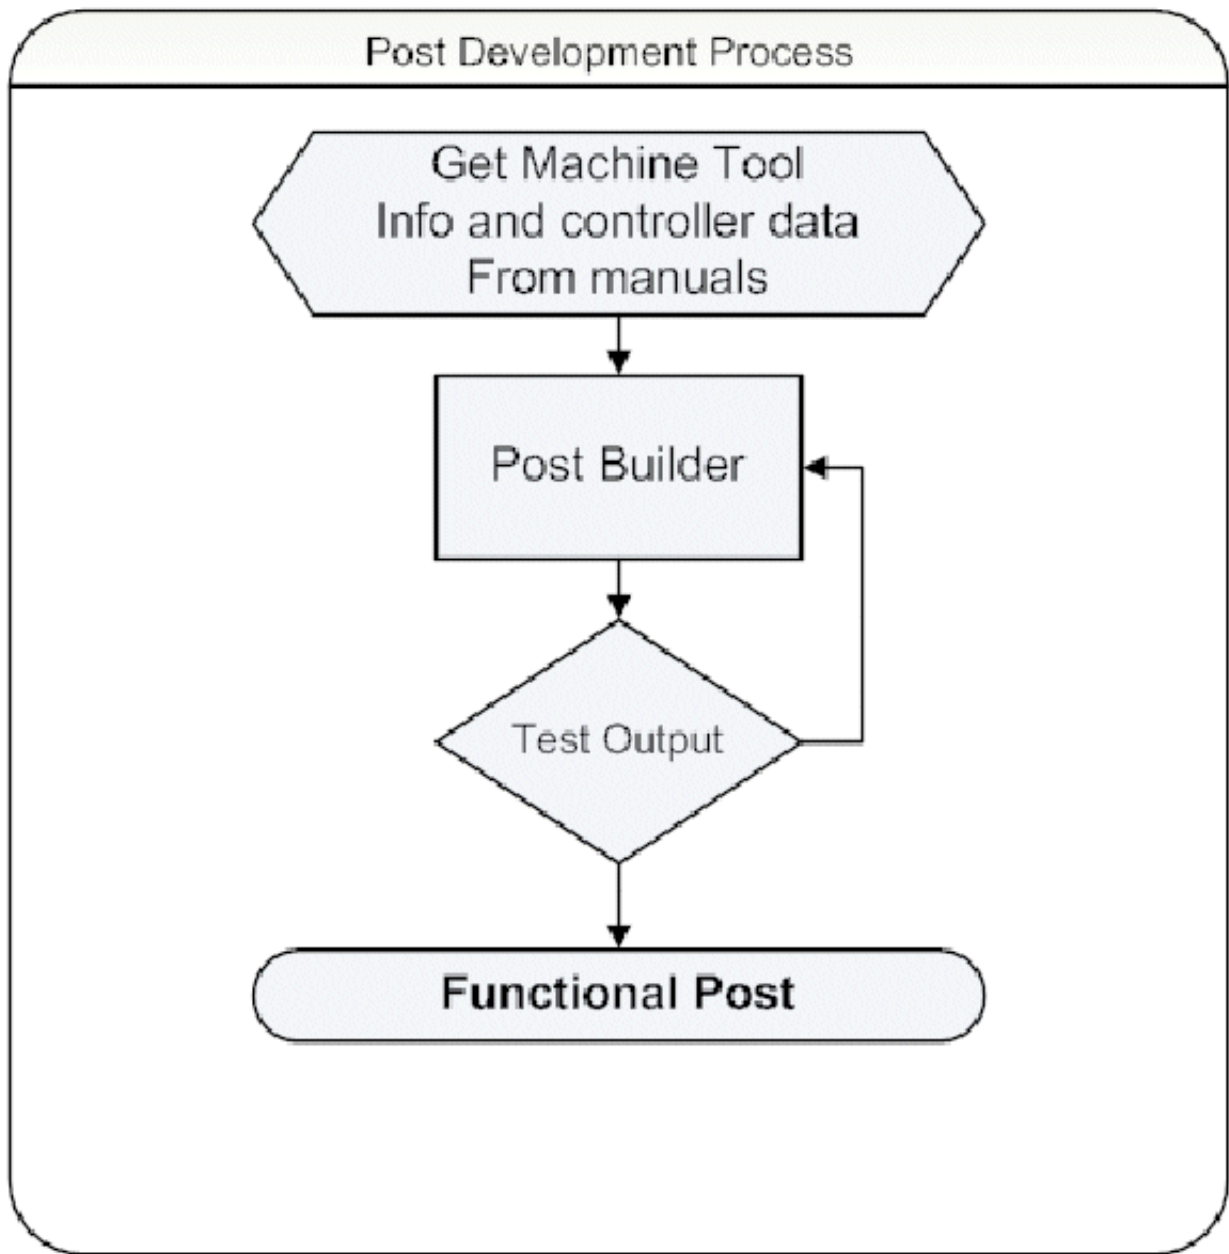 Post Development Process
Get Machine Tool
Info and controller data
From manuals
Post Builder
Test Output
Functional Post